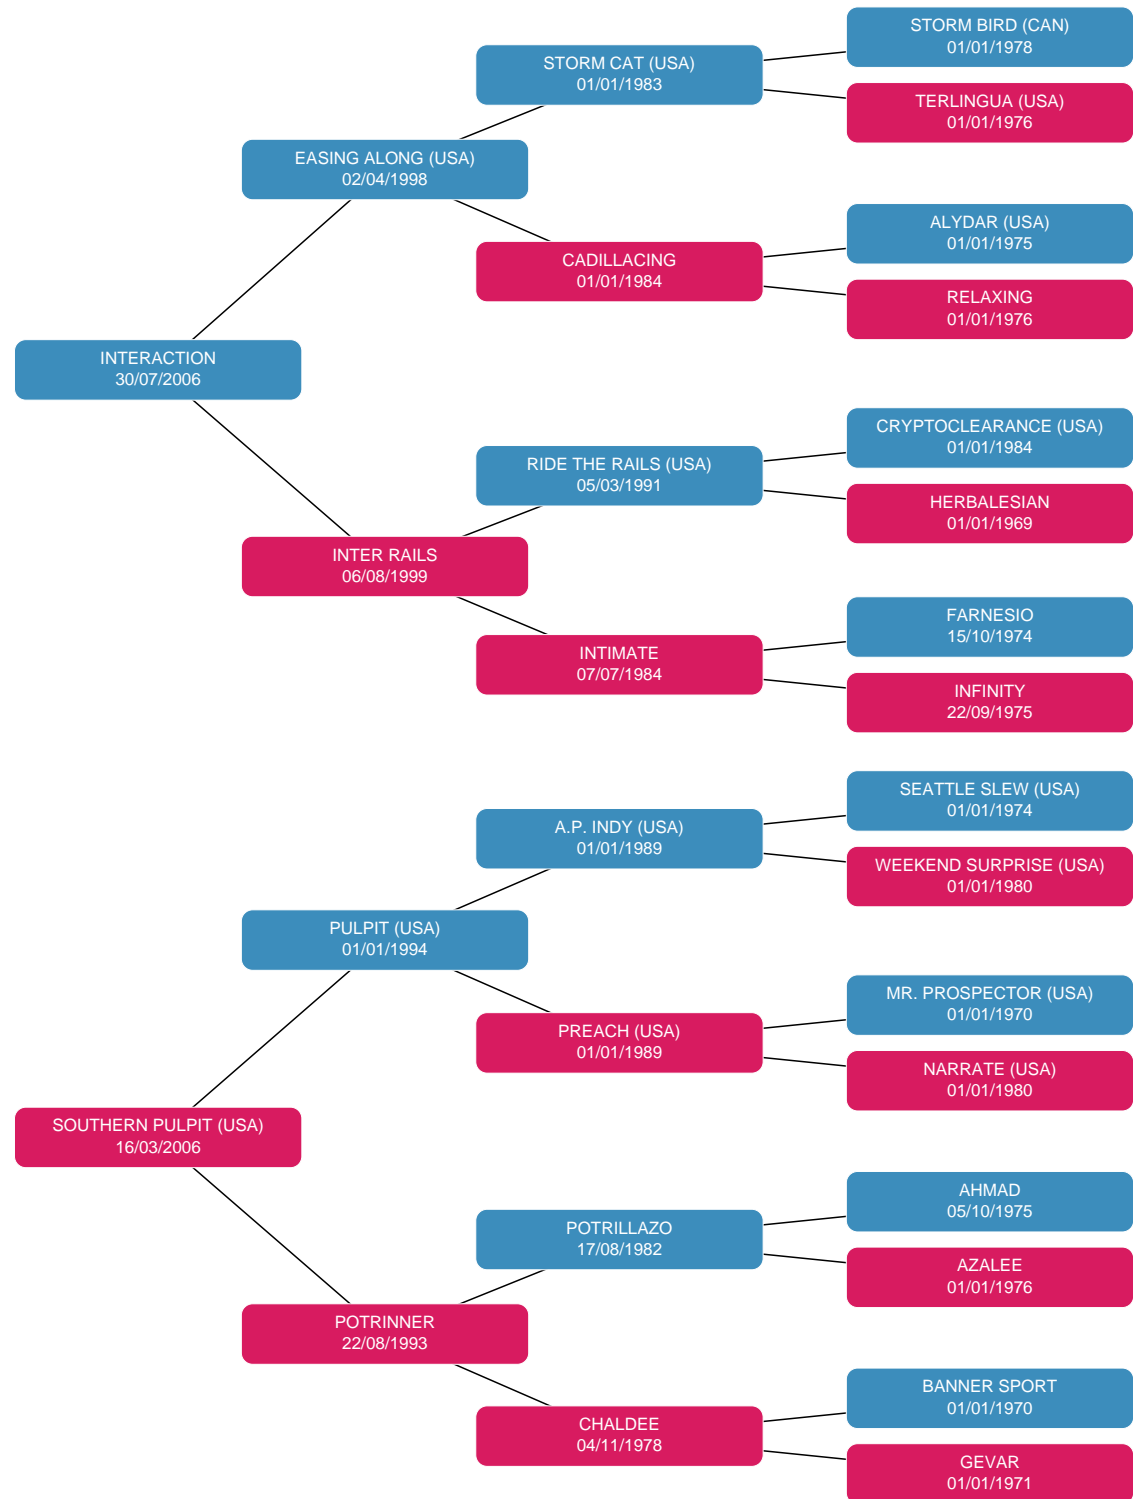 STORM BIRD (CAN)
01/01/1978
STORM CAT (USA)
01/01/1983
TERLINGUA (USA)
01/01/1976
EASING ALONG (USA)
02/04/1998
ALYDAR (USA)
01/01/1975
CADILLACING
01/01/1984
RELAXING
01/01/1976
INTERACTION
30/07/2006
CRYPTOCLEARANCE (USA)
01/01/1984
RIDE THE RAILS (USA)
05/03/1991
HERBALESIAN
01/01/1969
INTER RAILS
06/08/1999
FARNESIO
15/10/1974
INTIMATE
07/07/1984
INFINITY
22/09/1975
SEATTLE SLEW (USA)
01/01/1974
A.P. INDY (USA)
01/01/1989
WEEKEND SURPRISE (USA)
01/01/1980
PULPIT (USA)
01/01/1994
MR. PROSPECTOR (USA)
01/01/1970
PREACH (USA)
01/01/1989
NARRATE (USA)
01/01/1980
SOUTHERN PULPIT (USA)
16/03/2006
AHMAD
05/10/1975
POTRILLAZO
17/08/1982
AZALEE
01/01/1976
POTRINNER
22/08/1993
BANNER SPORT
01/01/1970
CHALDEE
04/11/1978
GEVAR
01/01/1971